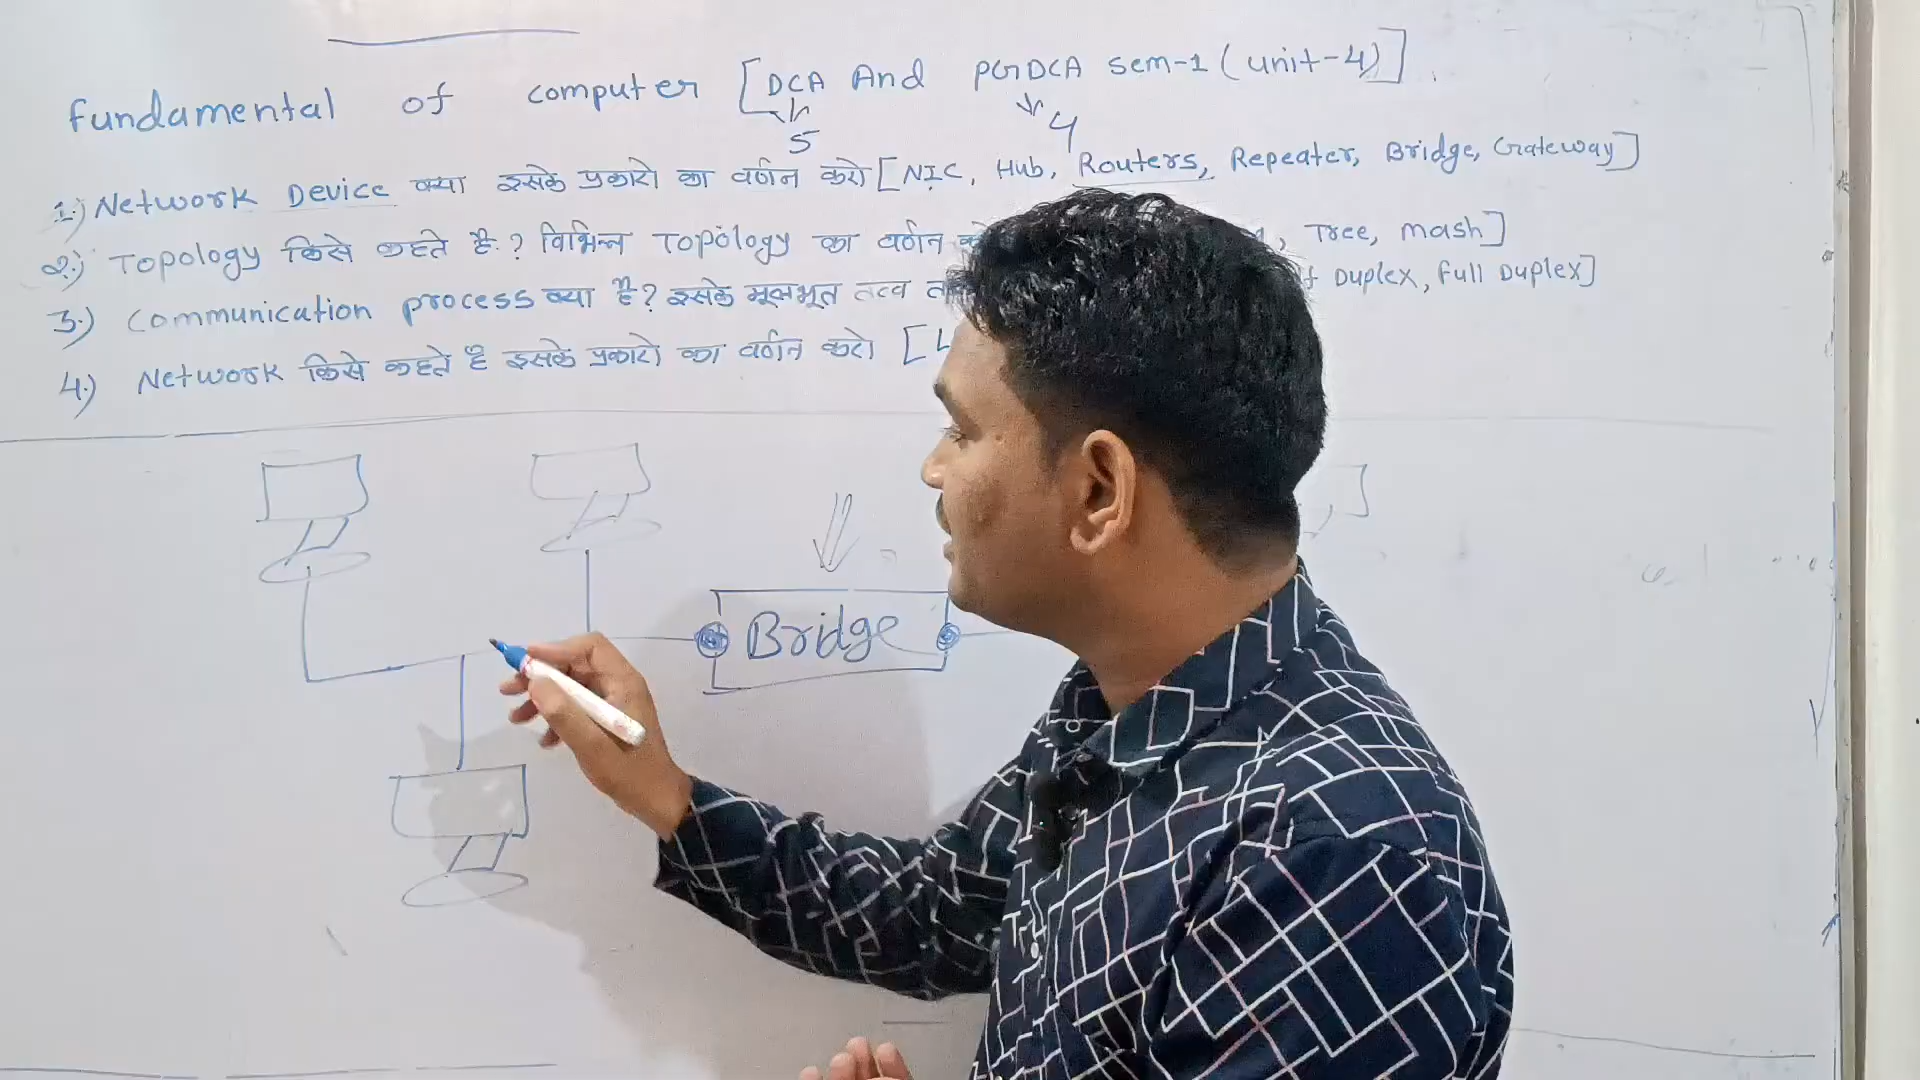 Fundamental of computer [DCA And PGDCA sem-1 (unit-4)]
5 4
1.) Network Device क्या इसके प्रकारो का वर्णन करो [NIC, Hub, Routers, Repeater, Bridge, Gateway]
2.) Topology किसे कहते है.? विभिन्न Topology का वर्णन , Tree, mash]
3.) Communication process क्या है? इसके मूलभूत तत्व Duplex, Full Duplex]
4.) Network किसे कहते है इसके प्रकारो का वर्णन करो [L
Bridge